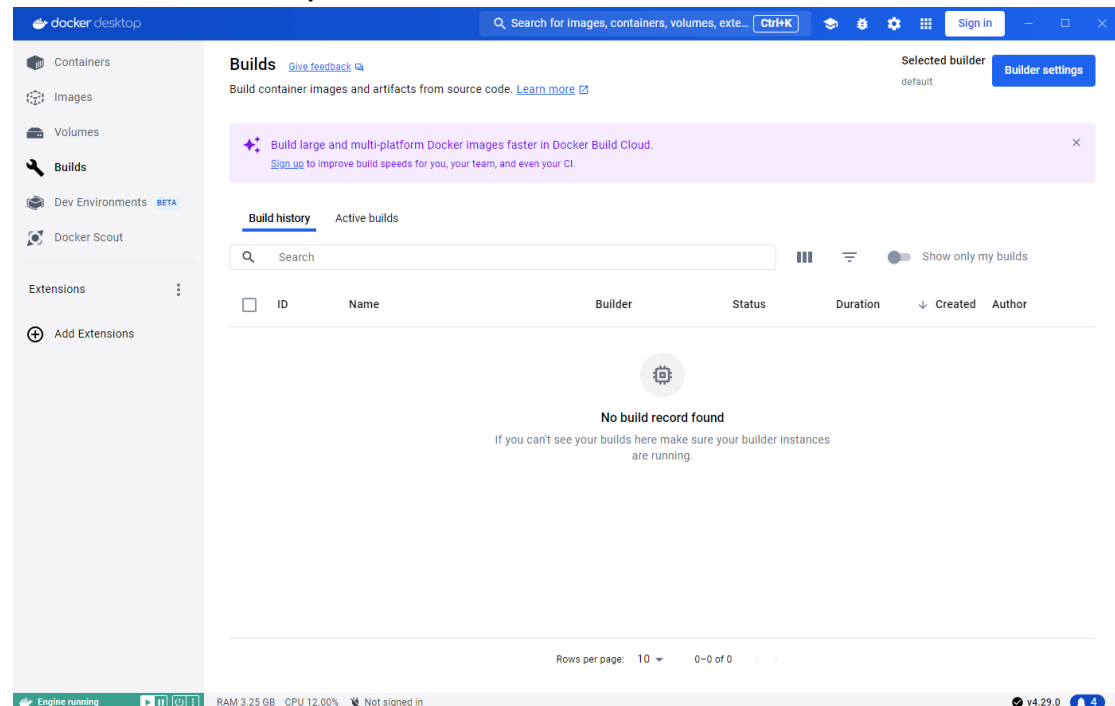 docker desktop
Search for images, containers, volumes, exte... Ctrl+K
Sign in
Containers
Images
Volumes
Builds
Dev Environments BETA
Docker Scout
Extensions
Add Extensions
Builds Give feedback
Build container images and artifacts from source code. Learn more
Selected builder
default
Builder settings
Build large and multi-platform Docker images faster in Docker Build Cloud.
Sign up to improve build speeds for you, your team, and even your CI.
Build history Active builds
Search
Show only my builds
ID Name Builder Status Duration Created Author
No build record found
If you can't see your builds here make sure your builder instances
are running.
Rows per page: 10 0–0 of 0
Engine running RAM 3.25 GB CPU 12.00% Not signed in v4.29.0 4